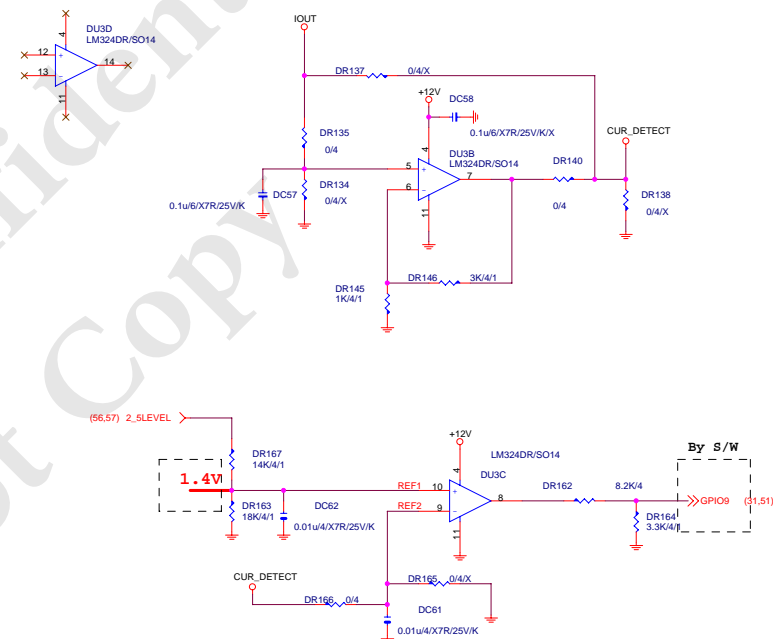 IOUT
4
DU3D
LM324DR/SO14
12
+
13
-
14
11
DR137
0/4/X
+12V
DC58
0.1u/6/X7R/25V/K/X
CUR_DETECT
DR135
0/4
4
DU3B
LM324DR/SO14
5
+
6
-
7
11
DR140
0/4
DC57
0.1u/6/X7R/25V/K
DR134
0/4/X
DR138
0/4/X
DR146
3K/4/1
DR145
1K/4/1
(56,57) 2_5LEVEL
+12V
LM324DR/SO14
DU3C
By S/W
DR167
14K/4/1
1.4V
REF1
10
+
REF2
9
-
4
8
11
DR162
8.2K/4
GPIO9 (31,51)
DR163
18K/4/1
DC62
0.01u/4/X7R/25V/K
DR164
3.3K/4/1
CUR_DETECT
DR166
0/4
DR165
0/4/X
DC61
0.01u/4/X7R/25V/K
Copy